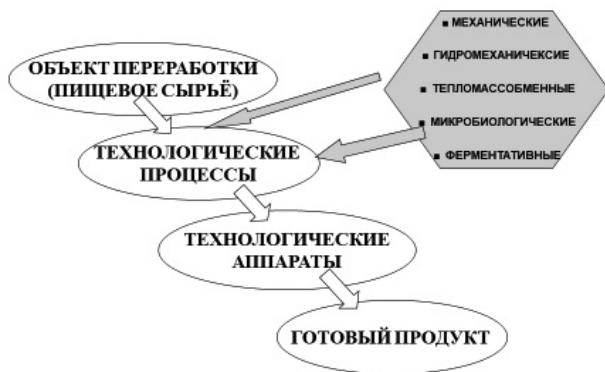 ОБЪЕКТ ПЕРЕРАБОТКИ
(ПИЩЕВОЕ СЫРЬЁ)
ТЕХНОЛОГИЧЕСКИЕ
ПРОЦЕССЫ
ТЕХНОЛОГИЧЕСКИЕ
АППАРАТЫ
ГОТОВЫЙ ПРОДУКТ
■ МЕХАНИЧЕСКИЕ
■ ГИДРОМЕХАНИЧЕКСИЕ
■ ТЕПЛОМАССОБМЕННЫЕ
■ МИКРОБИОЛОГИЧЕСКИЕ
■ ФЕРМЕНТАТИВНЫЕ